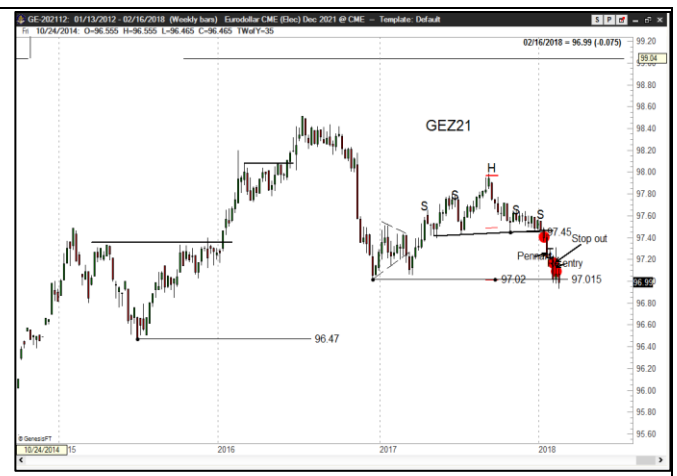 GE-202112: 01/13/2012 - 02/16/2018 (Weekly bars) Eurodollar CME (Elec) Dec 2021 @ CME - Template: Default
S P
Fri 10/24/2014: O=96.555 H=96.555 L=96.465 C=96.465 TWofY=35
02/16/2018 = 96.99 (-0.075)
99.20
99.04
98.80
98.60
98.40
98.20
98.00
97.80
97.60
97.40
97.20
96.99
96.80
96.60
96.40
96.20
96.00
95.80
95.60
GEZ21
H
S
S
S
S
97.45
Stop out
entry
97.02
97.015
96.47
© GenesisFT
10/24/2014
15
2016
2017
2018